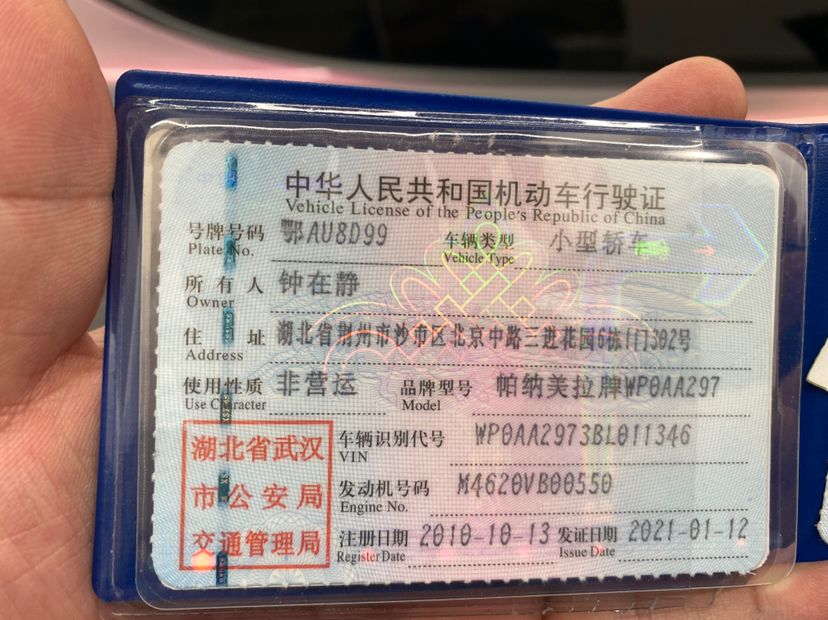 中华人民共和国机动车行驶证
Vehicle License of the People's Republic of China
号牌号码 鄂AU8D99 车辆类型 小型轿车
Plate No. Vehicle Type
所有人 钟在静
Owner
住址 湖北省荆州市沙市区北京中路三进花园6栋1门302号
Address
使用性质 非营运 品牌型号 帕纳美拉牌WP0AA297
Use Character Model
湖北省武汉
市公安局
交通管理局
车辆识别代号 WP0AA2973BL011346
VIN
发动机号码 M4620VB00550
Engine No.
注册日期 2010-10-13 发证日期 2021-01-12
Register Date Issue Date